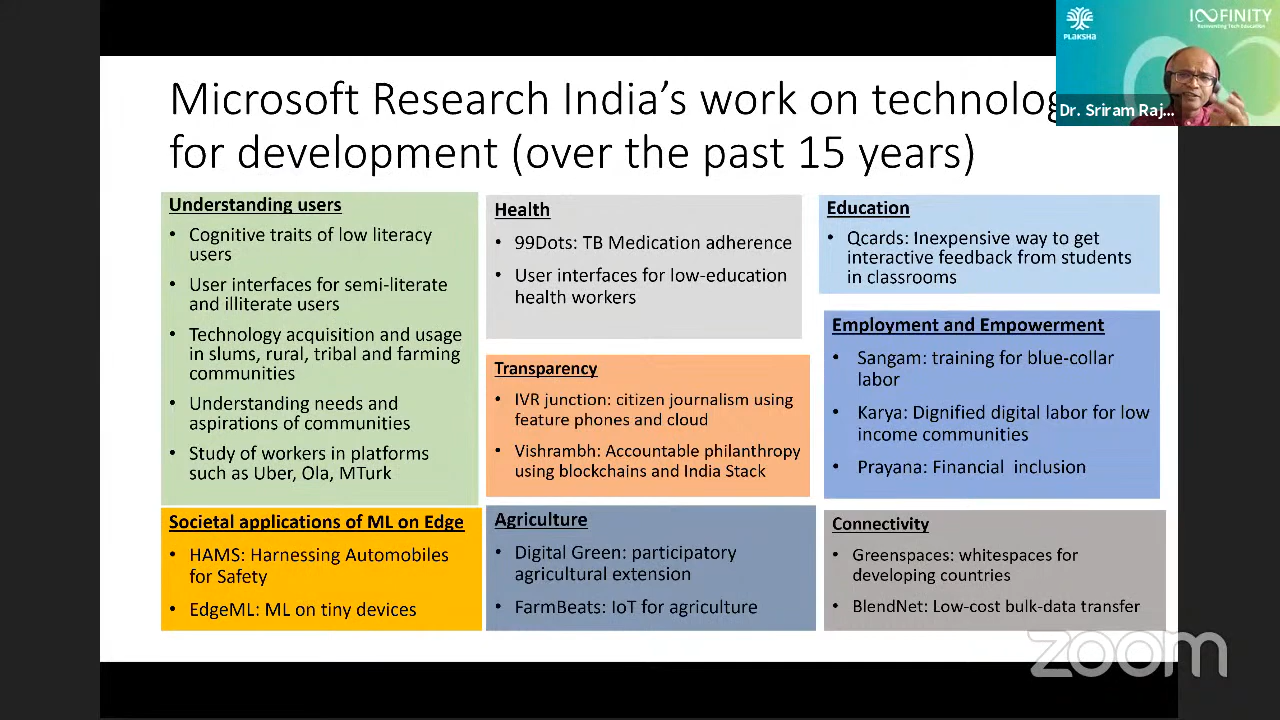 Microsoft Research India's work on technolog
for development (over the past 15 years)
PLAKSHA
INFINITY
Reinventing Tech Education
Dr. Sriram Raj...
Understanding users
• Cognitive traits of low literacy
users
• User interfaces for semi-literate
and illiterate users
• Technology acquisition and usage
in slums, rural, tribal and farming
communities
• Understanding needs and
aspirations of communities
• Study of workers in platforms
such as Uber, Ola, MTurk
Societal applications of ML on Edge
• HAMS: Harnessing Automobiles
for Safety
• EdgeML: ML on tiny devices
Health
• 99Dots: TB Medication adherence
• User interfaces for low-education
health workers
Transparency
• IVR junction: citizen journalism using
feature phones and cloud
• Vishrambh: Accountable philanthropy
using blockchains and India Stack
Agriculture
• Digital Green: participatory
agricultural extension
• FarmBeats: IoT for agriculture
Education
• Qcards: Inexpensive way to get
interactive feedback from students
in classrooms
Employment and Empowerment
• Sangam: training for blue-collar
labor
• Karya: Dignified digital labor for low
income communities
• Prayana: Financial inclusion
Connectivity
• Greenspaces: whitespaces for
developing countries
• BlendNet: Low-cost bulk-data transfer
zoom